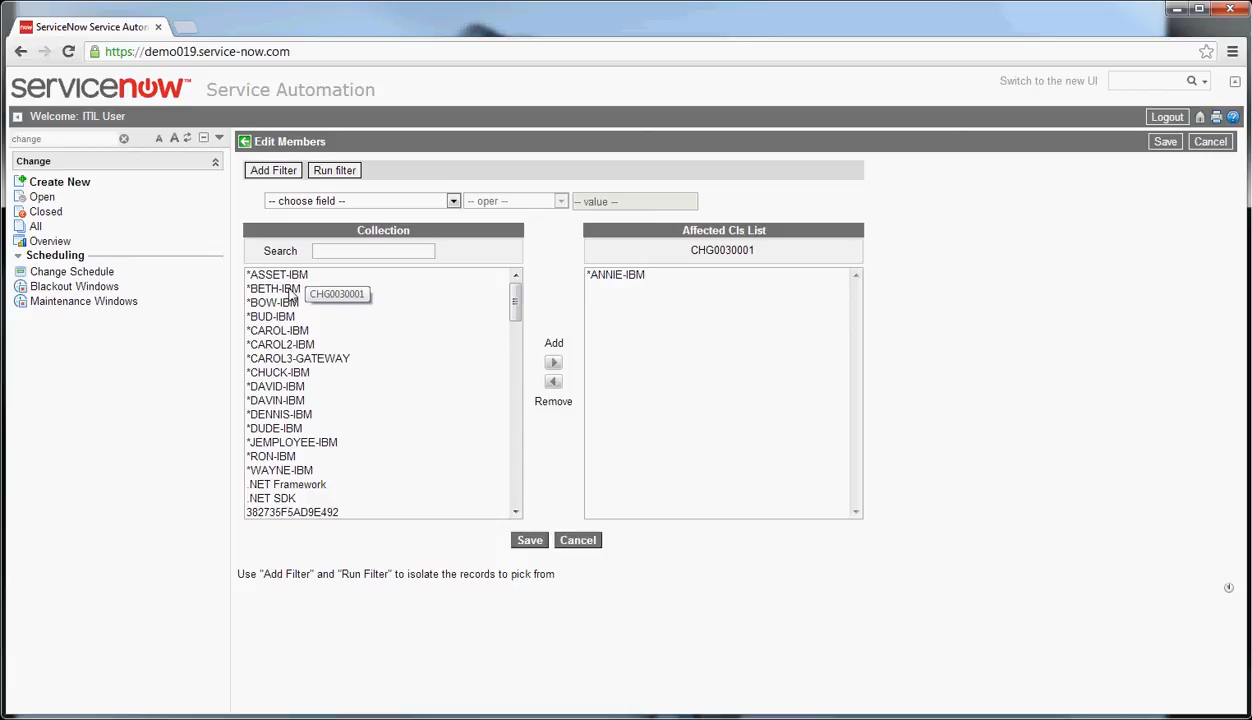 ServiceNow Service Autom
https://demo019.service-now.com
servicenow™ Service Automation
Switch to the new UI
Welcome: ITIL User
Logout
change
A A
Edit Members
Save
Cancel
Change
Create New
Open
Closed
All
Overview
Scheduling
Change Schedule
Blackout Windows
Maintenance Windows
Add Filter
Run filter
-- choose field --
-- oper --
-- value --
Collection
Search
*ASSET-IBM
*BETH-IBM
*BOW-IBM
CHG0030001
*BUD-IBM
*CAROL-IBM
*CAROL2-IBM
*CAROL3-GATEWAY
*CHUCK-IBM
*DAVID-IBM
*DAVIN-IBM
*DENNIS-IBM
*DUDE-IBM
*JEMPLOYEE-IBM
*RON-IBM
*WAYNE-IBM
.NET Framework
.NET SDK
382735F5AD9E492
Add
Remove
Affected CIs List
CHG0030001
*ANNIE-IBM
Save
Cancel
Use "Add Filter" and "Run Filter" to isolate the records to pick from